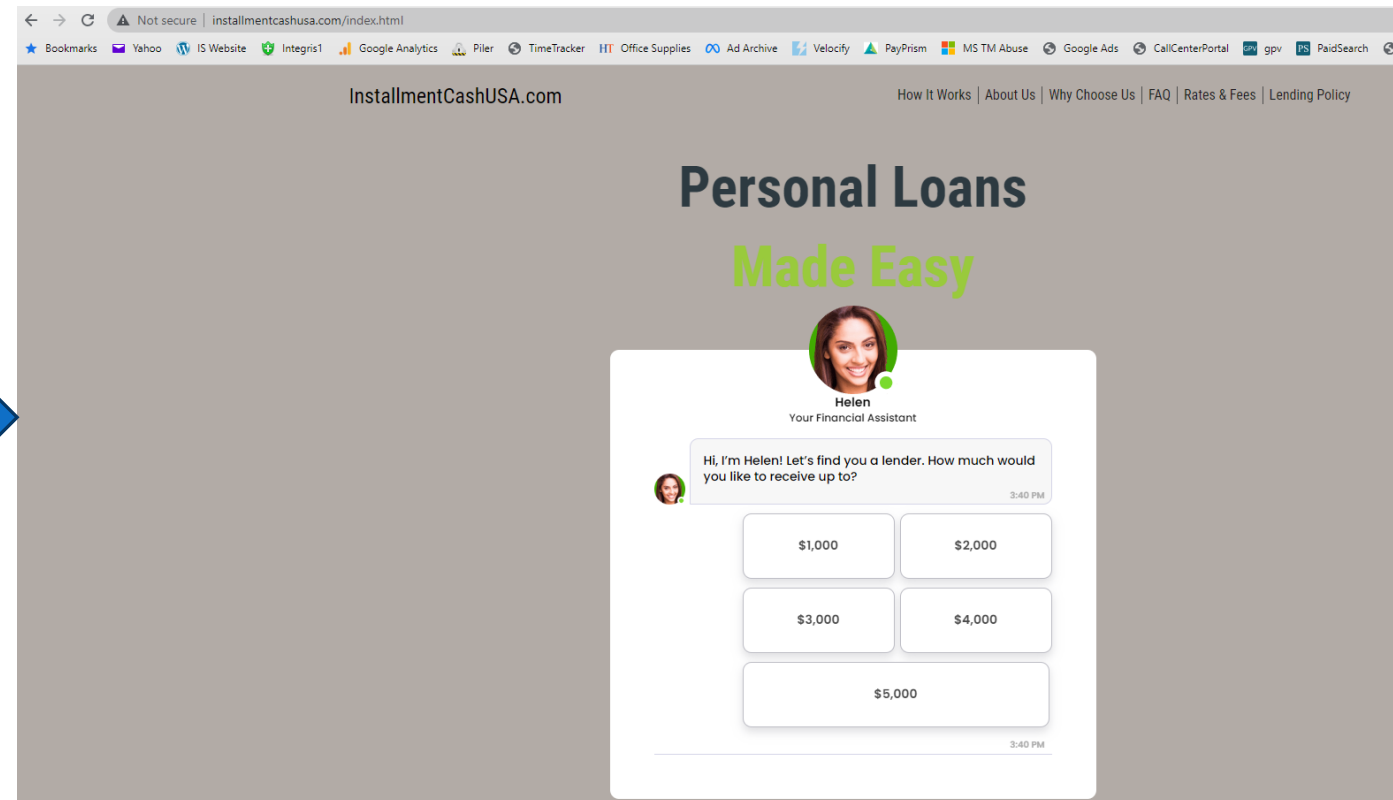 Not secure | installmentcashusa.com/index.html
Bookmarks Yahoo IS Website Integris1 Google Analytics Piler TimeTracker HT Office Supplies Ad Archive Velocify PayPrism MS TM Abuse Google Ads CallCenterPortal GPV gpv PS PaidSearch
InstallmentCashUSA.com
How It Works | About Us | Why Choose Us | FAQ | Rates & Fees | Lending Policy
Personal Loans
Made Easy
Helen
Your Financial Assistant
Hi, I'm Helen! Let's find you a lender. How much would
you like to receive up to?
3:40 PM
$1,000 $2,000
$3,000 $4,000
$5,000
3:40 PM